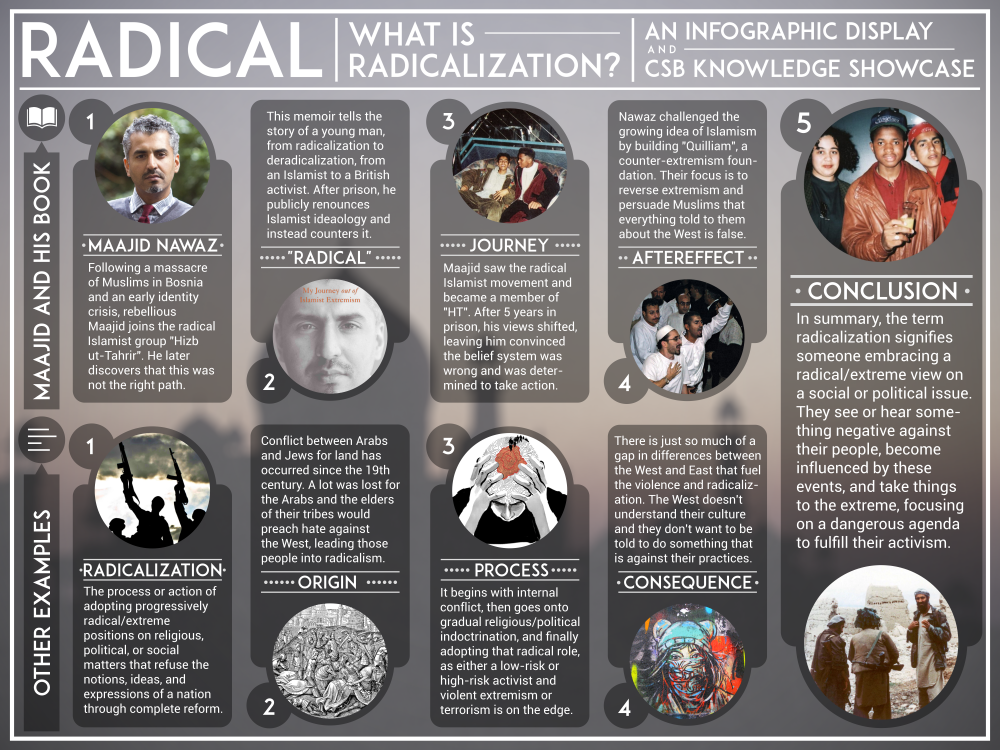 RADICAL
WHAT IS
RADICALIZATION?
AN INFOGRAPHIC DISPLAY
AND
CSB KNOWLEDGE SHOWCASE
MAAJID AND HIS BOOK
1
·MAAJID NAWAZ·
Following a massacre
of Muslims in Bosnia
and an early identity
crisis, rebellious
Maajid joins the radical
Islamist group "Hizb
ut-Tahrir". He later
discovers that this was
not the right path.
This memoir tells the
story of a young man,
from radicalization to
deradicalization, from
an Islamist to a British
activist. After prison, he
publicly renounces
Islamist ideology and
instead counters it.
"RADICAL"
My Journey out of
Islamist Extremism
2
3
JOURNEY
Maajid saw the radical
Islamist movement and
became a member of
"HT". After 5 years in
prison, his views shifted,
leaving him convinced
the belief system was
wrong and was deter-
mined to take action.
Nawaz challenged the
growing idea of Islamism
by building "Quilliam", a
counter-extremism foun-
dation. Their focus is to
reverse extremism and
persuade Muslims that
everything told to them
about the West is false.
AFTEREFFECT
4
5
· CONCLUSION ·
In summary, the term
radicalization signifies
someone embracing a
radical/extreme view on
a social or political issue.
They see or hear some-
thing negative against
their people, become
influenced by these
events, and take things
to the extreme, focusing
on a dangerous agenda
to fulfill their activism.
OTHER EXAMPLES
1
·RADICALIZATION·
The process or action of
adopting progressively
radical/extreme
positions on religious,
political, or social
matters that refuse the
notions, ideas, and
expressions of a nation
through complete reform.
Conflict between Arabs
and Jews for land has
occurred since the 19th
century. A lot was lost for
the Arabs and the elders
of their tribes would
preach hate against
the West, leading those
people into radicalism.
ORIGIN
2
3
PROCESS
It begins with internal
conflict, then goes onto
gradual religious/political
indoctrination, and finally
adopting that radical role,
as either a low-risk or
high-risk activist and
violent extremism or
terrorism is on the edge.
There is just so much of a
gap in differences between
the West and East that fuel
the violence and radicaliz-
ation. The West doesn't
understand their culture
and they don't want to be
told to do something that
is against their practices.
·CONSEQUENCE·
4